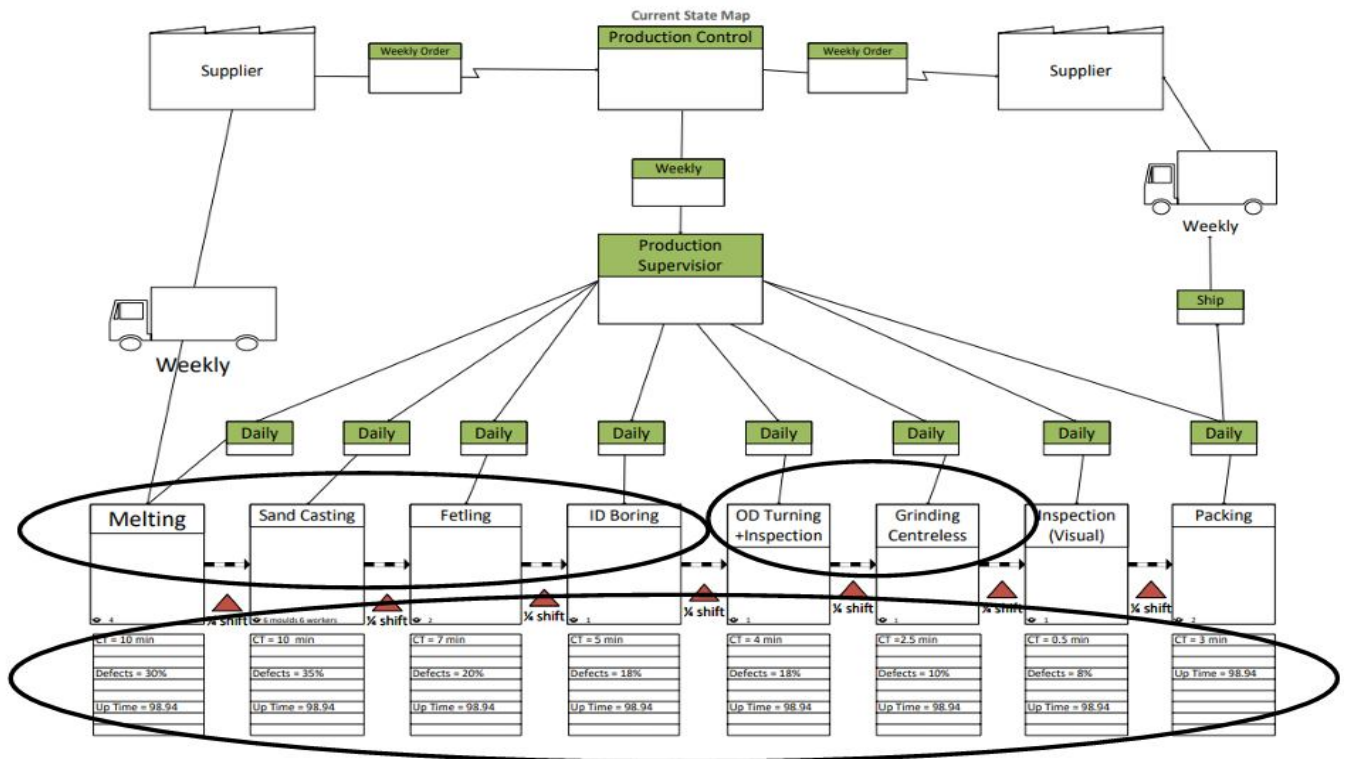 Current State Map
Production Control
Weekly Order
Weekly Order
Supplier
Supplier
Weekly
Production
Supervisior
Weekly
Ship
Weekly
Daily
Daily
Daily
Daily
Daily
Daily
Daily
Daily
Melting
Sand Casting
Fetling
ID Boring
OD Turning
+Inspection
Grinding
Centreless
Inspection
(Visual)
Packing
4
6 moulds 6 workers
2
1
1
1
1
2
¼ shift
¼ shift
¼ shift
¼ shift
¼ shift
¼ shift
¼ shift
CT = 10 min
CT = 10 min
CT = 7 min
CT = 5 min
CT = 4 min
CT =2.5 min
CT = 0.5 min
CT = 3 min
Defects = 30%
Defects = 35%
Defects = 20%
Defects = 18%
Defects = 18%
Defects = 10%
Defects = 8%
Up Time = 98.94
Up Time = 98.94
Up Time = 98.94
Up Time = 98.94
Up Time = 98.94
Up Time = 98.94
Up Time = 98.94
Up Time = 98.94